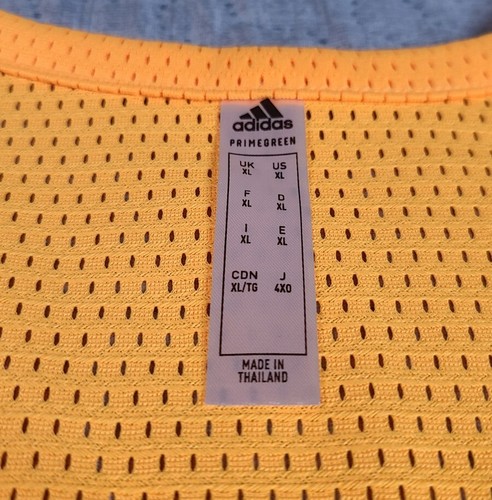 adidas
PRIMEGREEN
UK US
XL XL
F D
XL XL
I E
XL XL
CDN J
XL/TG 4XO
MADE IN
THAILAND